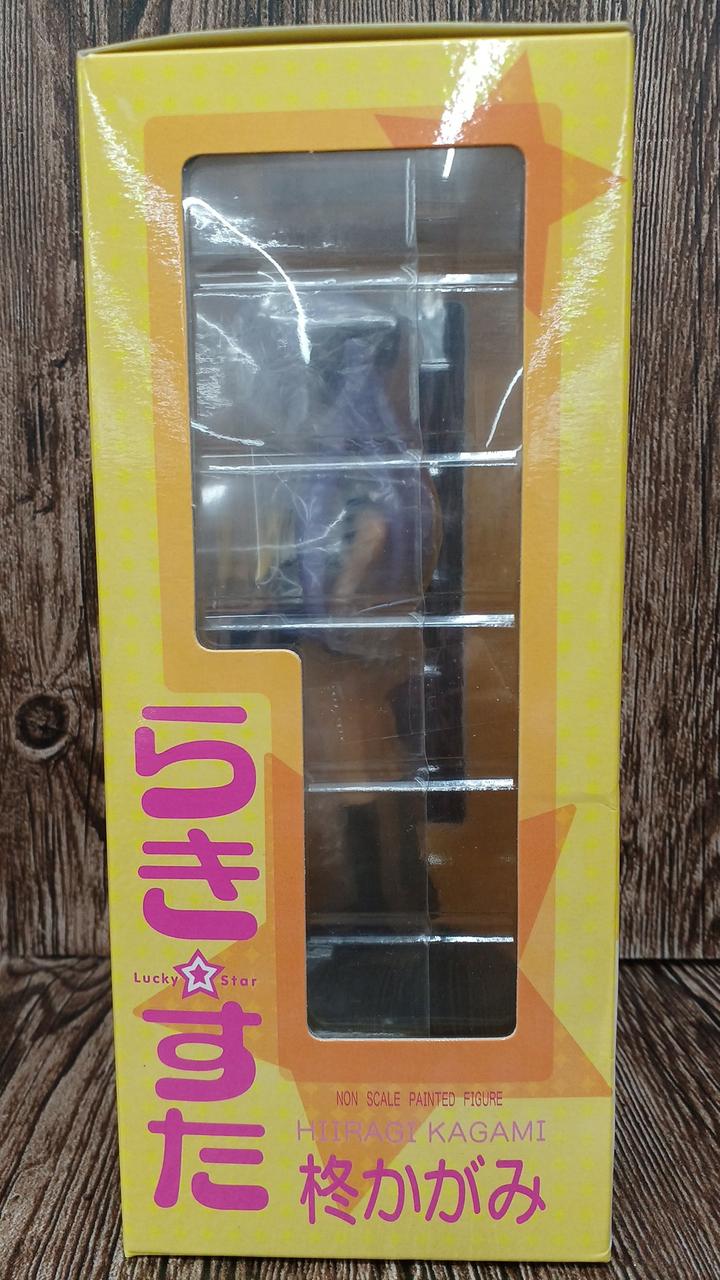 らき
Lucky Star
すた
NON SCALE PAINTED FIGURE
HIIRAGI KAGAMI
柊かがみ